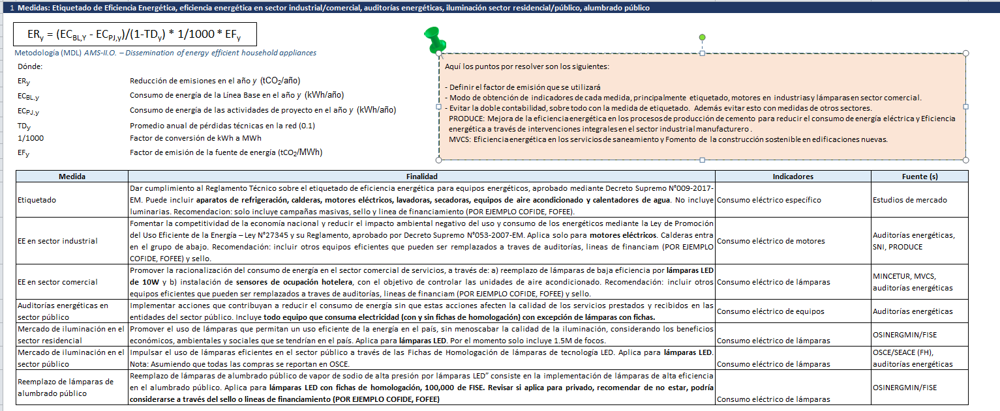 1 Medidas: Etiquetado de Eficiencia Energética, eficiencia energética en sector industrial/comercial, auditorías energéticas, iluminación sector residencial/público, alumbrado público
ERy = (ECBL,Y - ECPJ,y)/(1-TDy) * 1/1000 * EFy
Metodología (MDL) AMS-II.O. – Dissemination of energy efficient household appliances
Dónde:
ERy Reducción de emisiones en el año y (tCO2/año)
ECBL,y Consumo de energía de la Línea Base en el año y (kWh/año)
ECPJ,y Consumo de energía de las actividades de proyecto en el año y (kWh/año)
TDy Promedio anual de pérdidas técnicas en la red (0.1)
1/1000 Factor de conversión de kWh a MWh
EFy Factor de emisión de la fuente de energía (tCO2/MWh)
Aquí los puntos por resolver son los siguientes:
- Definir el factor de emisión que se utilizará
- Modo de obtención de indicadores de cada medida, principalmente etiquetado, motores en industrias y lámparas en sector comercial.
- Evitar la doble contabilidad, sobre todo con la medida de etiquetado. Además evitar esto con medidas de otros sectores.
PRODUCE: Mejora de la eficiencia energética en los procesos de producción de cemento para reducir el consumo de energía eléctrica y Eficiencia
energética a través de intervenciones integrales en el sector industrial manufacturero .
MVCS: Eficiencia energética en los servicios de saneamiento y Fomento de la construcción sostenible en edificaciones nuevas.
Medida Finalidad Indicadores Fuente (s)
Etiquetado
Dar cumplimiento al Reglamento Técnico sobre el etiquetado de eficiencia energética para equipos energéticos, aprobado mediante Decreto Supremo N°009-2017-
EM. Puede incluir aparatos de refrigeración, calderas, motores eléctricos, lavadoras, secadoras, equipos de aire acondicionado y calentadores de agua. No incluye
luminarias. Recomendacion: solo incluye campañas masivas, sello y linea de financiamiento (POR EJEMPLO COFIDE, FOFEE).
Consumo eléctrico específico
Estudios de mercado
EE en sector industrial
Fomentar la competitividad de la economía nacional y reducir el impacto ambiental negativo del uso y consumo de los energéticos mediante la Ley de Promoción
del Uso Eficiente de la Energía – Ley N°27345 y su Reglamento, aprobado por Decreto Supremo N°053-2007-EM. Aplica solo para motores eléctricos. Calderas entra
en el grupo de abajo. Recomendación: incluir otros equipos eficientes que pueden ser remplazados a traves de auditorías, lineas de financiam (POR EJEMPLO
COFIDE, FOFEE) y sello.
Consumo eléctrico de motores
Auditorías energéticas,
SNI, PRODUCE
EE en sector comercial
Promover la racionalización del consumo de energía en el sector comercial de servicios, a través de: a) reemplazo de lámparas de baja eficiencia por lámparas LED
de 10W y b) instalación de sensores de ocupación hotelera, con el objetivo de controlar las unidades de aire acondicionado. Recomendación: incluir otros
equipos eficientes que pueden ser remplazados a traves de auditorías, lineas de financiam (POR EJEMPLO COFIDE, FOFEE) y sello.
Consumo eléctrico de lámparas
MINCETUR, MVCS,
auditorías energéticas
Auditorías energéticas en
sector público
Implementar acciones que contribuyan a reducir el consumo de energía sin que estas acciones afecten la calidad de los servicios prestados y recibidos en las
entidades del sector público. Incluye todo equipo que consuma electricidad (con y sin fichas de homologación) con excepción de lámparas con fichas.
Consumo eléctrico de equipos
Auditorías energéticas
Mercado de iluminación en el
sector residencial
Promover el uso de lámparas que permitan un uso eficiente de la energía en el país, sin menoscabar la calidad de la iluminación, considerando los beneficios
económicos, ambientales y sociales que se tendrían en el país. Aplica para lámparas LED. Por el momento solo incluye 1.5M de focos.
Consumo eléctrico de lámparas
OSINERGMIN/FISE
Mercado de iluminación en el
sector público
Impulsar el uso de lámparas eficientes en el sector público a través de las Fichas de Homologación de lámparas de tecnología LED. Aplica para lámparas LED.
Nota: Asumiendo que todas las compras se reportan en OSCE.
Consumo eléctrico de lámparas
OSCE/SEACE (FH),
auditorías energéticas
Reemplazo de lámparas de
alumbrado público
Reemplazo de lámparas de alumbrado público de vapor de sodio de alta presión por lámparas LED” consiste en la implementación de lámparas de alta eficiencia
en el alumbrado público. Aplica para lámparas LED con fichas de homologación, 100,000 de FISE. Revisar si aplica para privado, recomendar de no estar, podría
considerarse a través del sello o lineas de financiamiento (POR EJEMPLO COFIDE, FOFEE)
Consumo eléctrico de lámparas
OSINERGMIN/FISE